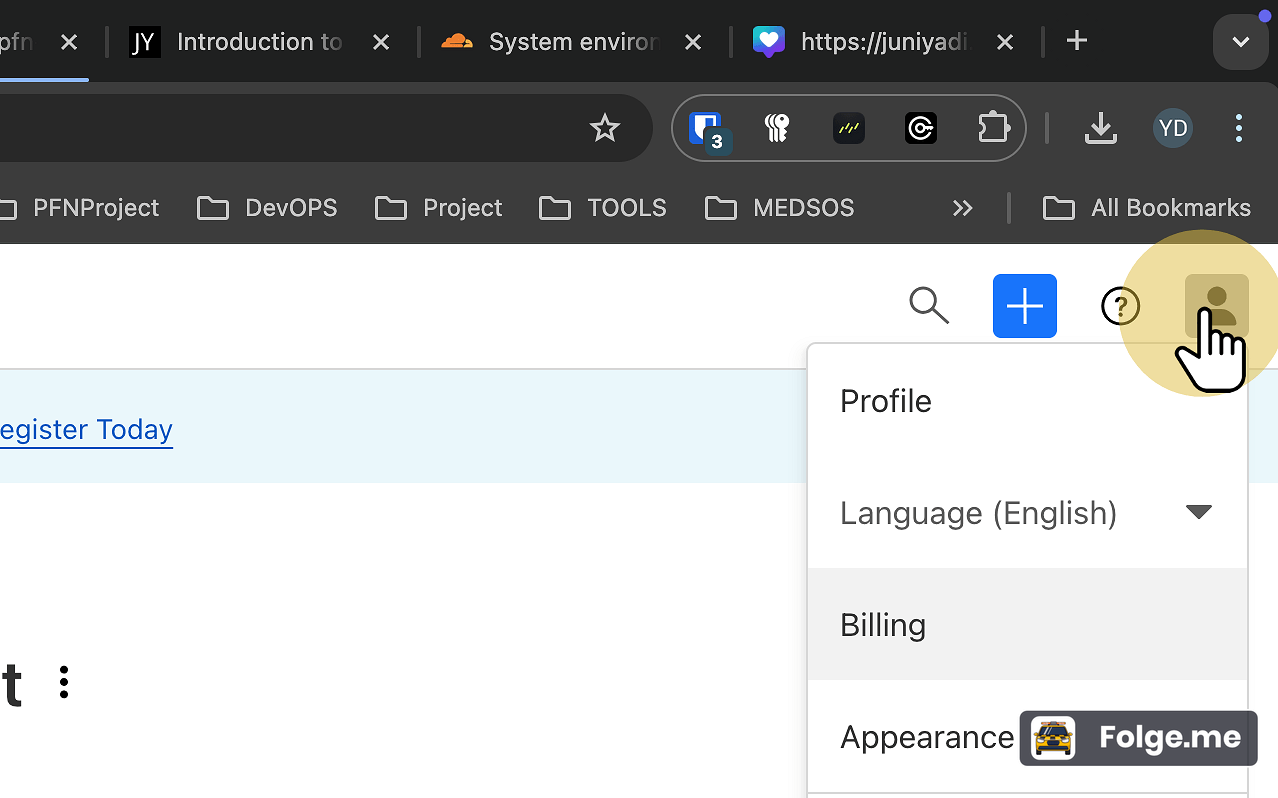 pfn
JY Introduction to
System enviror
https://juniyadi.
3
YD
PFNProject
DevOPS
Project
TOOLS
MEDSOS
All Bookmarks
?
egister Today
Profile
Language (English)
Billing
t
Appearance
Folge.me